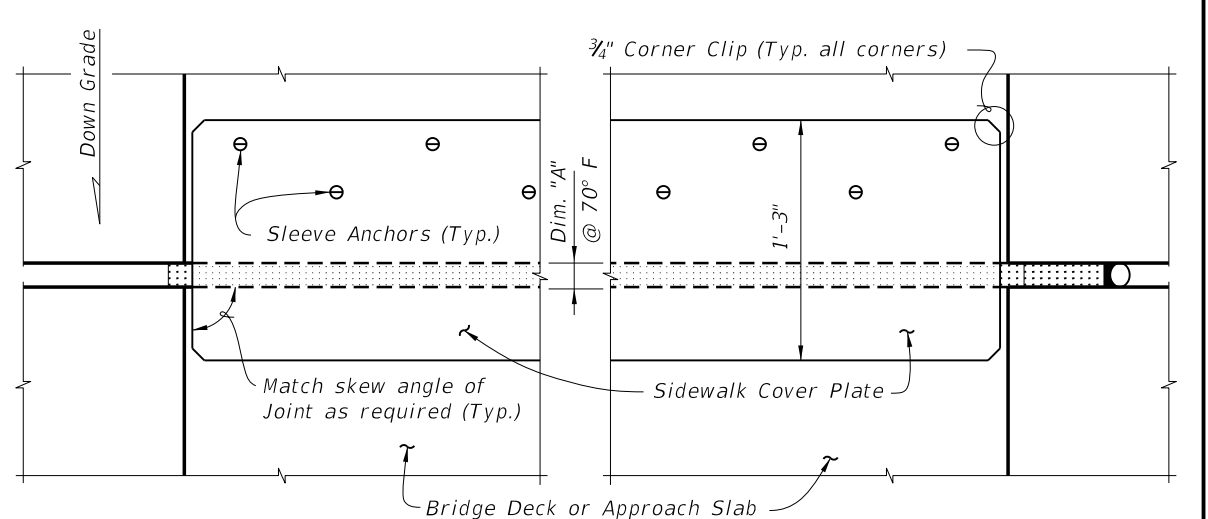 ¾" Corner Clip (Typ. all corners)
Down Grade
Dim. "A"
@ 70° F
1'-3"
Sleeve Anchors (Typ.)
Match skew angle of
Joint as required (Typ.)
Sidewalk Cover Plate
Bridge Deck or Approach Slab